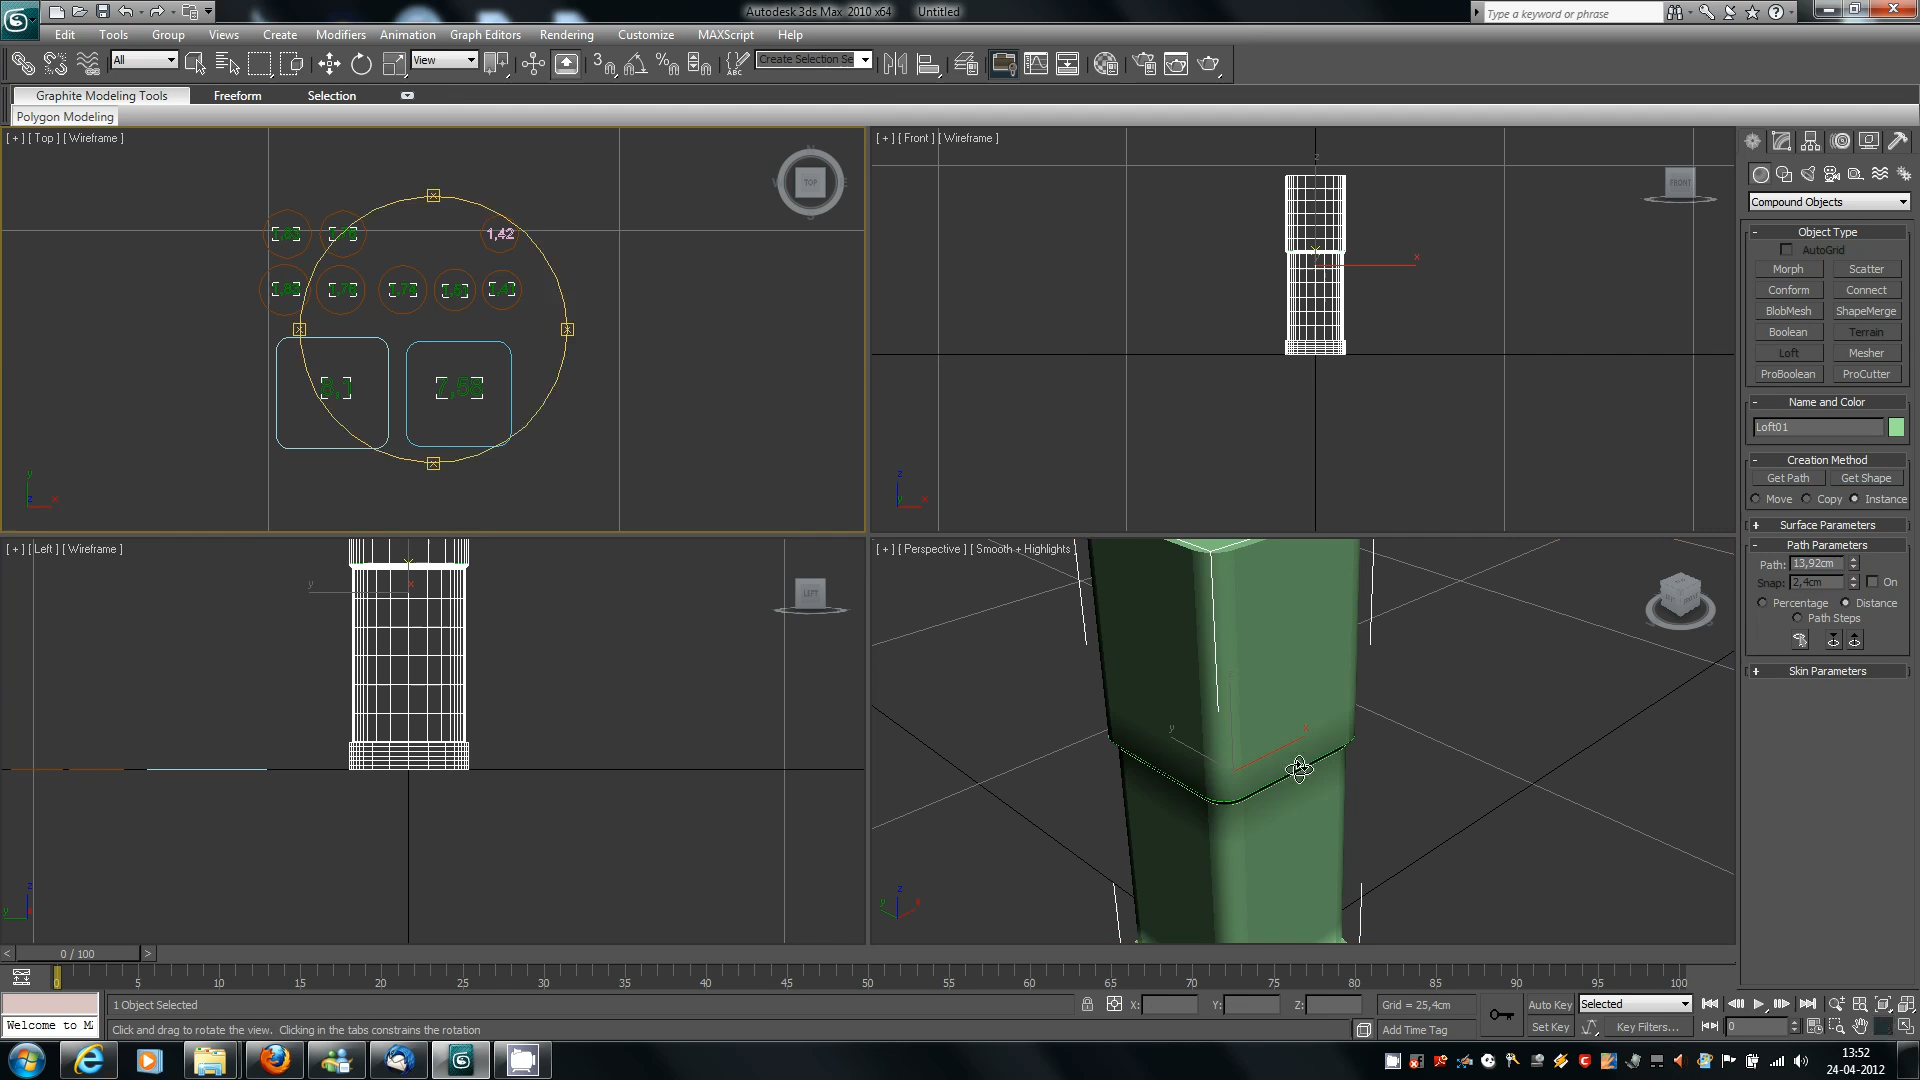 Autodesk 3ds Max 2010 x64 Untitled
Type a keyword or phrase
Edit Tools Group Views Create Modifiers Animation Graph Editors Rendering Customize MAXScript Help
All View Create Selection Se
Graphite Modeling Tools Freeform Selection
Polygon Modeling
[ + ] [ Top ] [ Wireframe ]
TOP
1,42
8,1 7,58
x y z
[ + ] [ Front ] [ Wireframe ]
FRONT
[ + ] [ Left ] [ Wireframe ]
LEFT
[ + ] [ Perspective ] [ Smooth + Highlights
Compound Objects
- Object Type
AutoGrid
Morph Scatter
Conform Connect
BlobMesh ShapeMerge
Boolean Terrain
Loft Mesher
ProBoolean ProCutter
- Name and Color
Loft01
- Creation Method
Get Path Get Shape
Move Copy Instance
+ Surface Parameters
- Path Parameters
Path: 13,92cm
Snap: 2,4cm On
Percentage Distance
Path Steps
+ Skin Parameters
< 0 / 100 >
0 5 10 15 20 25 30 35 40 45 50 55 60 65 70 75 80 85 90 95 100
1 Object Selected X: Y: Z: Grid = 25,4cm Auto Key Selected
Welcome to M
Click and drag to rotate the view. Clicking in the tabs constrains the rotation Add Time Tag Set Key Key Filters... 0
13:52
24-04-2012